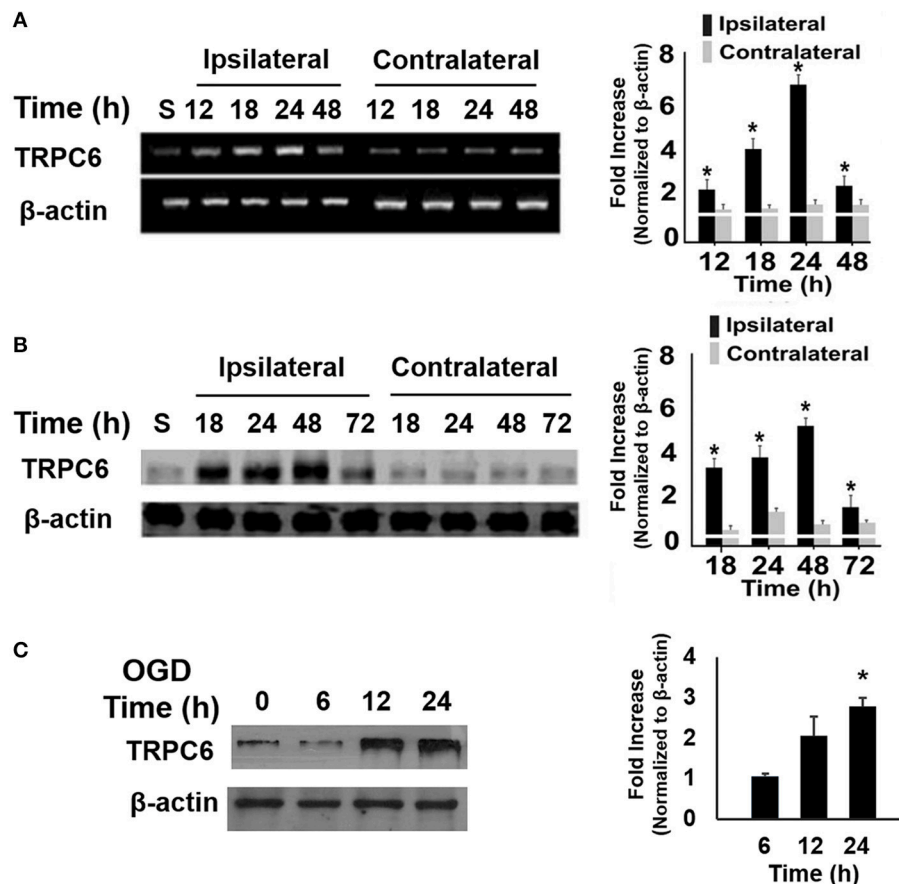 A
Ipsilateral Contralateral
Time (h) S 12 18 24 48 12 18 24 48
TRPC6
β-actin
Ipsilateral
Contralateral
8
6
4
2
0
Fold Increase
(Normalized to β-actin)
* * * *
12 18 24 48
Time (h)
B
Ipsilateral Contralateral
Time (h) S 18 24 48 72 18 24 48 72
TRPC6
β-actin
Ipsilateral
Contralateral
8
6
4
2
0
Fold Increase
(Normalized to β-actin)
* * * *
18 24 48 72
Time (h)
C
OGD
Time (h) 0 6 12 24
TRPC6
β-actin
4
3
2
1
0
Fold Increase
(Normalized to β-actin)
*
6 12 24
Time (h)